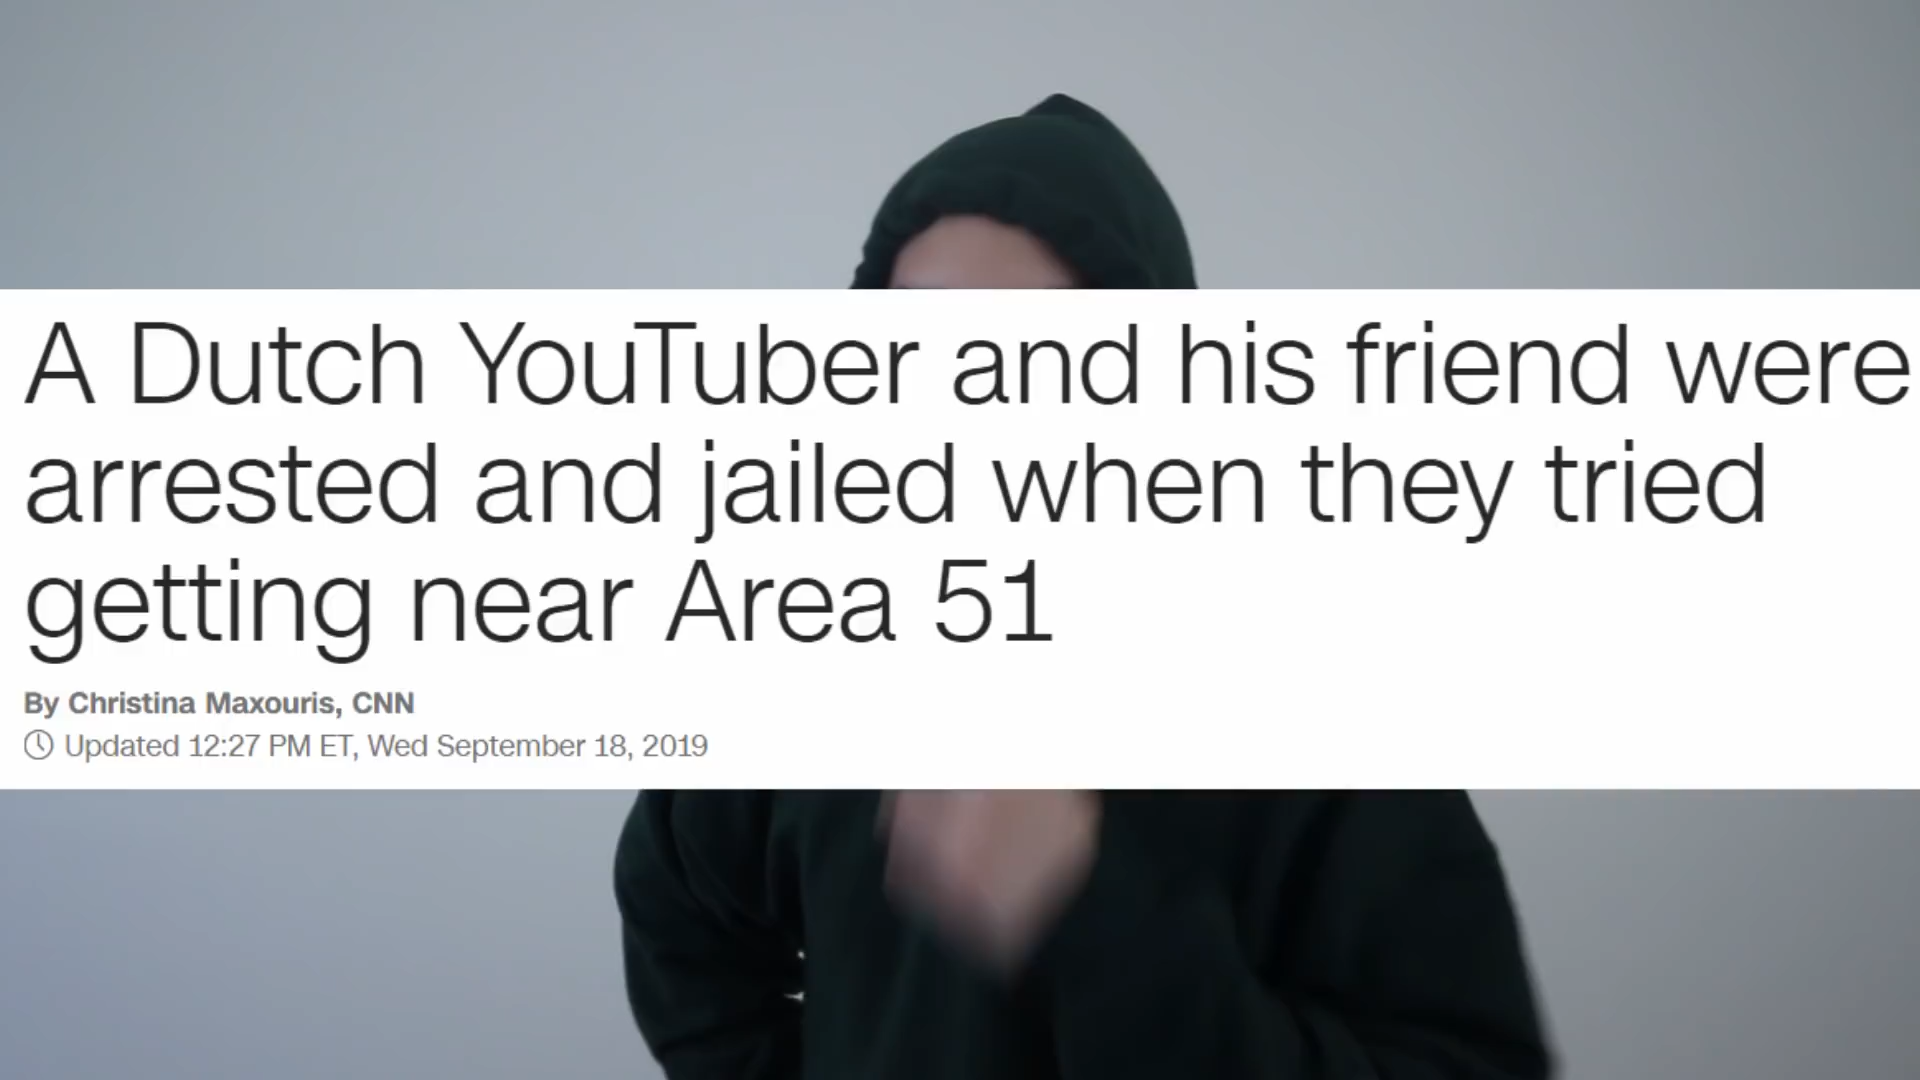 A Dutch YouTuber and his friend were
arrested and jailed when they tried
getting near Area 51
By Christina Maxouris, CNN
Updated 12:27 PM ET, Wed September 18, 2019